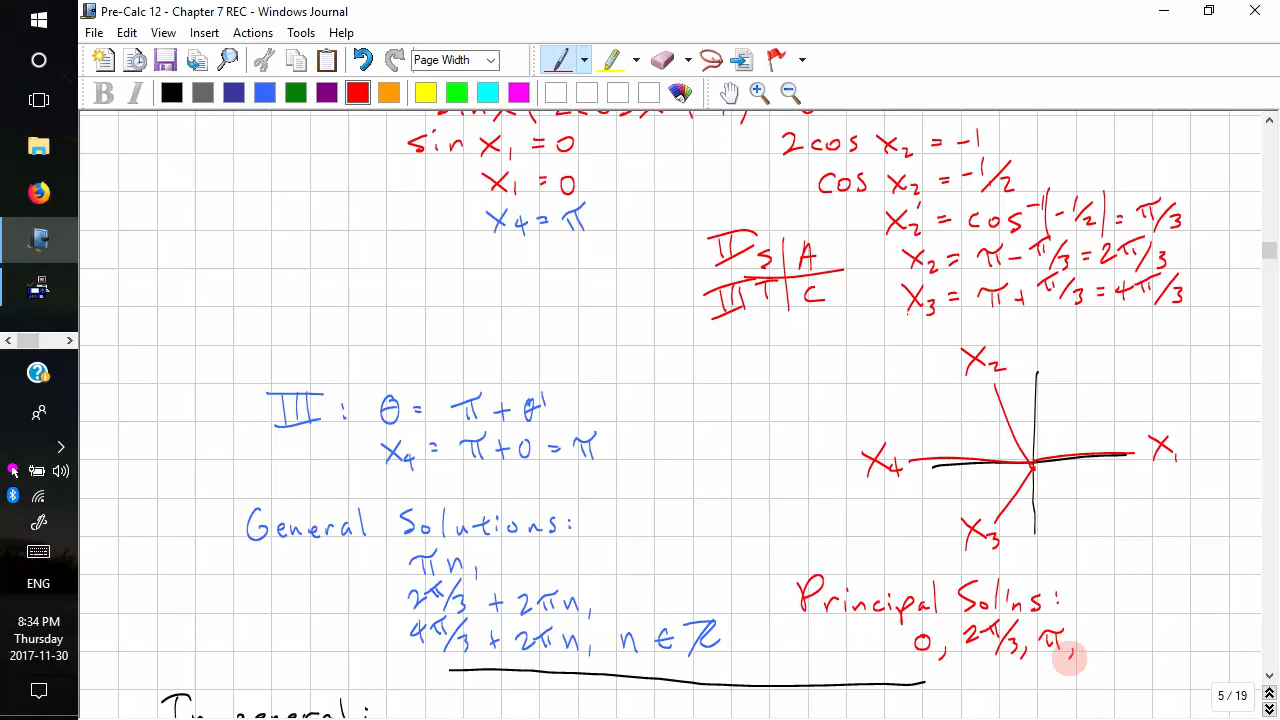 Pre-Calc 12 - Chapter 7 REC - Windows Journal
File Edit View Insert Actions Tools Help
Page Width
B I
sin x₁ = 0
x₁ = 0
x₄ = π
2cos x₂ = -1
cos x₂ = -1/2
x₂' = cos⁻¹|-1/2| = π/3
x₂ = π - π/3 = 2π/3
x₃ = π + π/3 = 4π/3
II S A
III T C
III : θ = π + θ'
x₄ = π + 0 = π
x₂
x₄ x₁
x₃
General Solutions:
πn,
2π/3 + 2πn,
4π/3 + 2πn, n ∈ Z
Principal Sol'ns:
0, 2π/3, π,
In general:
ENG
8:34 PM
Thursday
2017-11-30
5 / 19